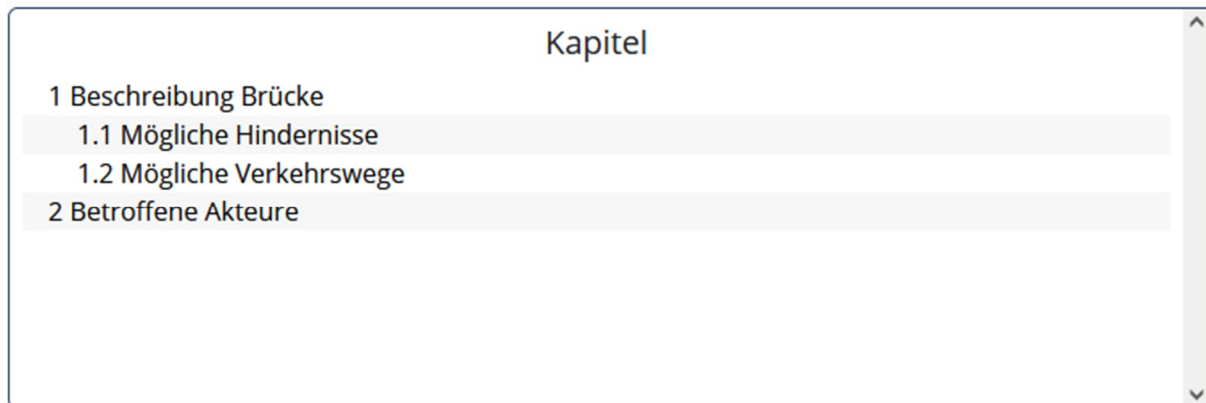 Kapitel
1 Beschreibung Brücke
1.1 Mögliche Hindernisse
1.2 Mögliche Verkehrswege
2 Betroffene Akteure